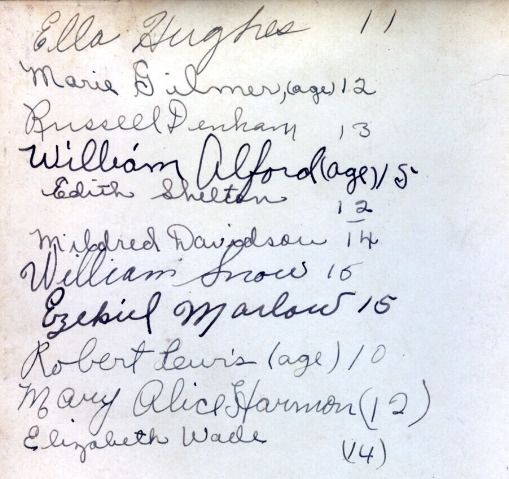 Ella Hughes 11
Marie Gilmer, (age) 12
Russell Denham 13
William Alford (age) 15
Edith Shelton 12
Mildred Davidson 14
William Snow 15
Ezekiel Marlow 15
Robert Lewis (age) 10
Mary Alice Harmon (12)
Elizabeth Wade (14)